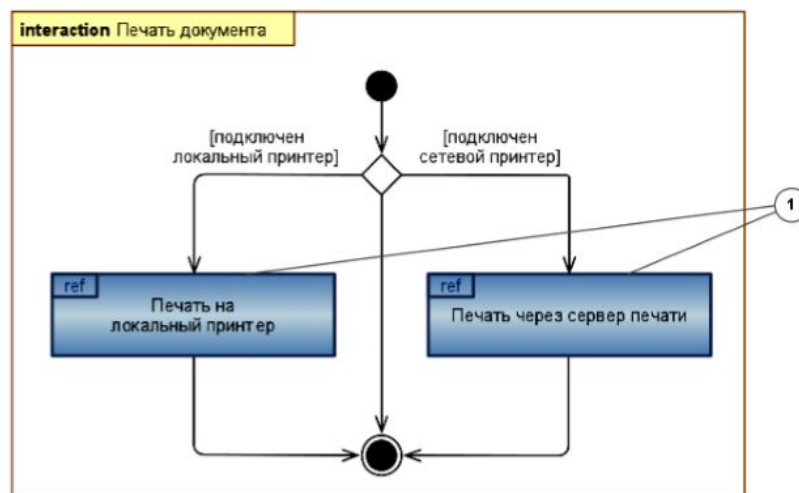 interaction Печать документа
[подключен
локальный принтер]
[подключен
сетевой принтер]
1
ref
Печать на
локальный принтер
ref
Печать через сервер печати